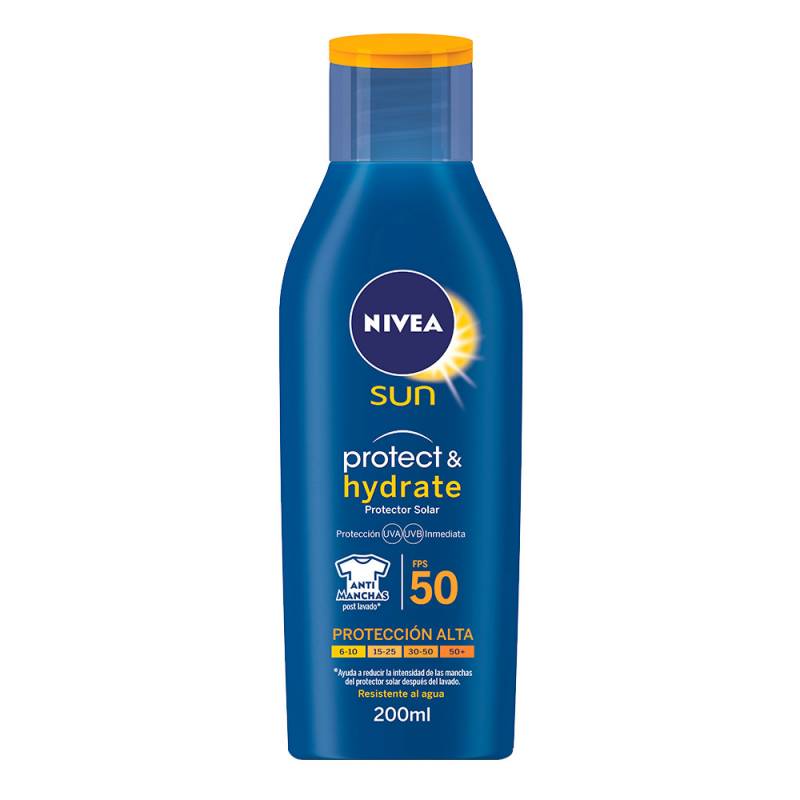 NIVEA
sun
protect &
hydrate
Protector Solar
Protección UVA UVB Inmediata
ANTI
MANCHAS
post lavado*
FPS
50
PROTECCIÓN ALTA
6-10 15-25 30-50 50+
*Ayuda a reducir la intensidad de las manchas
del protector solar después del lavado.
Resistente al agua
200ml